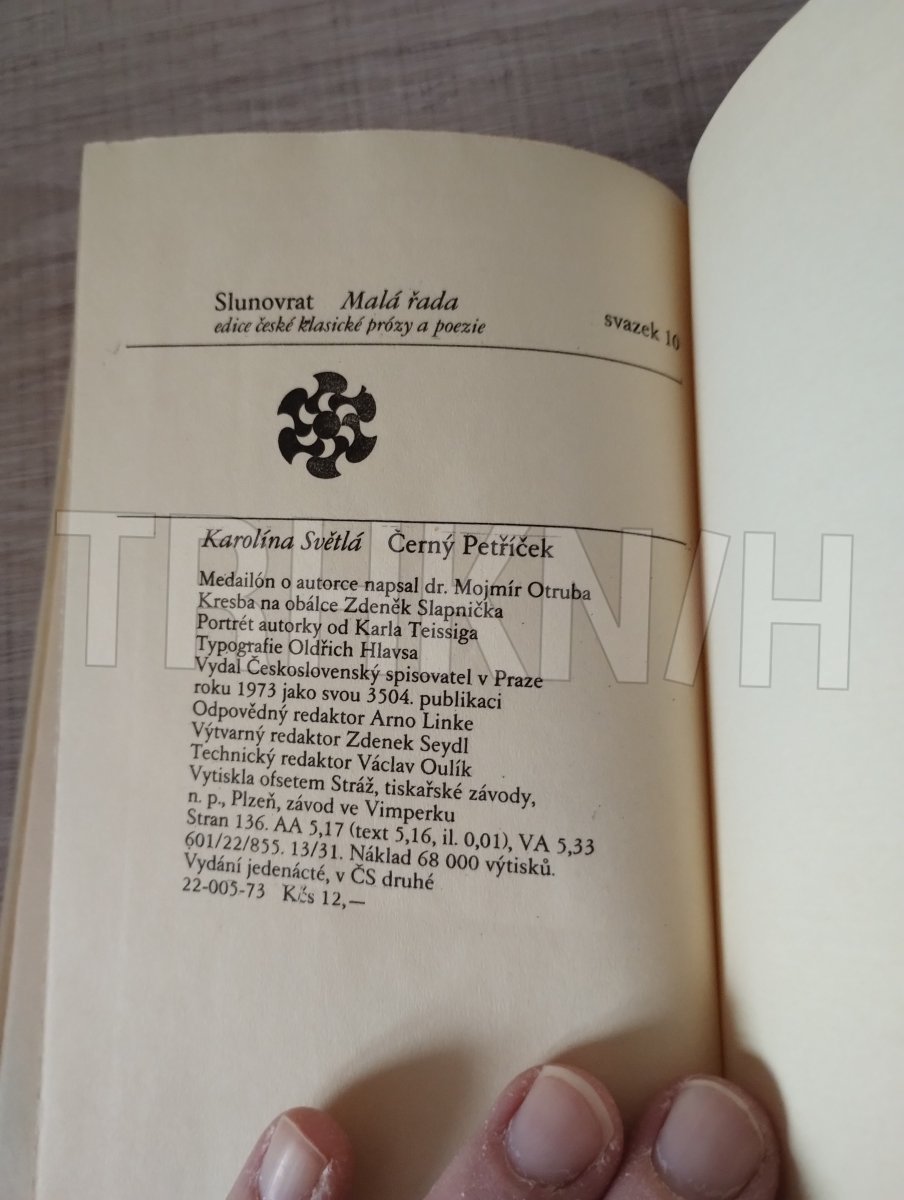 Slunovrat Malá řada
edice české klasické prózy a poezie
svazek 10
Karolína Světlá Černý Petříček
Medailón o autorce napsal dr. Mojmír Otruba
Kresba na obálce Zdeněk Slapnička
Portrét autorky od Karla Teissiga
Typografie Oldřich Hlavsa
Vydal Československý spisovatel v Praze
roku 1973 jako svou 3504. publikaci
Odpovědný redaktor Arno Linke
Výtvarný redaktor Zdenek Seydl
Technický redaktor Václav Oulík
Vytiskla ofsetem Stráž, tiskařské závody,
n. p., Plzeň, závod ve Vimperku
Stran 136. AA 5,17 (text 5,16, il. 0,01), VA 5,33
601/22/855. 13/31. Náklad 68 000 výtisků.
Vydání jedenácté, v ČS druhé
22-005-73 Kčs 12,—
TRHKNIH